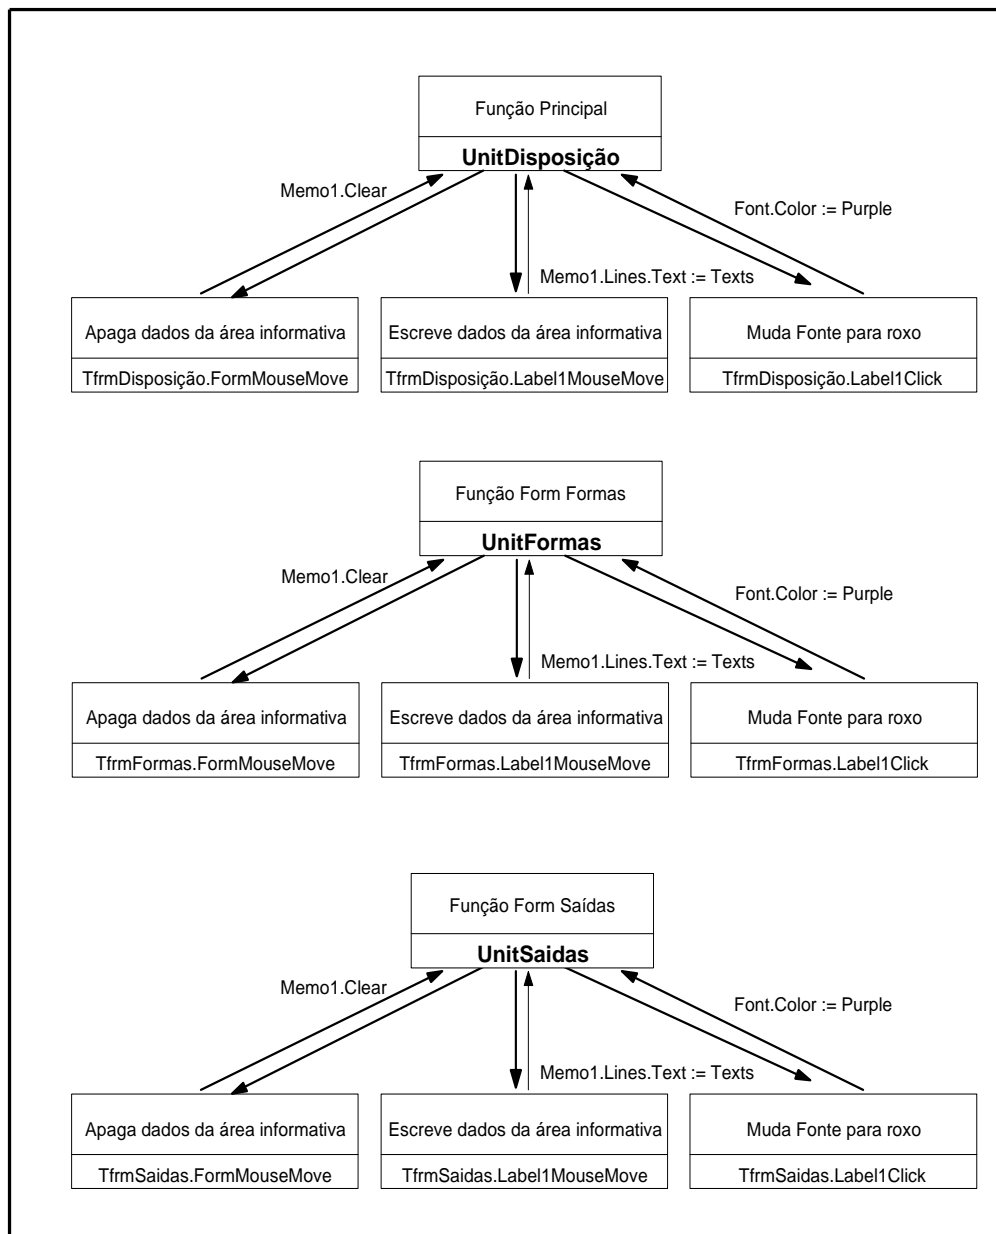 Função Principal
UnitDisposição
Memo1.Clear
Font.Color := Purple
Memo1.Lines.Text := Texts
Apaga dados da área informativa
Escreve dados da área informativa
Muda Fonte para roxo
TfrmDisposição.FormMouseMove
TfrmDisposição.Label1MouseMove
TfrmDisposição.Label1Click
Função Form Formas
UnitFormas
Memo1.Clear
Font.Color := Purple
Memo1.Lines.Text := Texts
Apaga dados da área informativa
Escreve dados da área informativa
Muda Fonte para roxo
TfrmFormas.FormMouseMove
TfrmFormas.Label1MouseMove
TfrmFormas.Label1Click
Função Form Saídas
UnitSaidas
Memo1.Clear
Font.Color := Purple
Memo1.Lines.Text := Texts
Apaga dados da área informativa
Escreve dados da área informativa
Muda Fonte para roxo
TfrmSaidas.FormMouseMove
TfrmSaidas.Label1MouseMove
TfrmSaidas.Label1Click